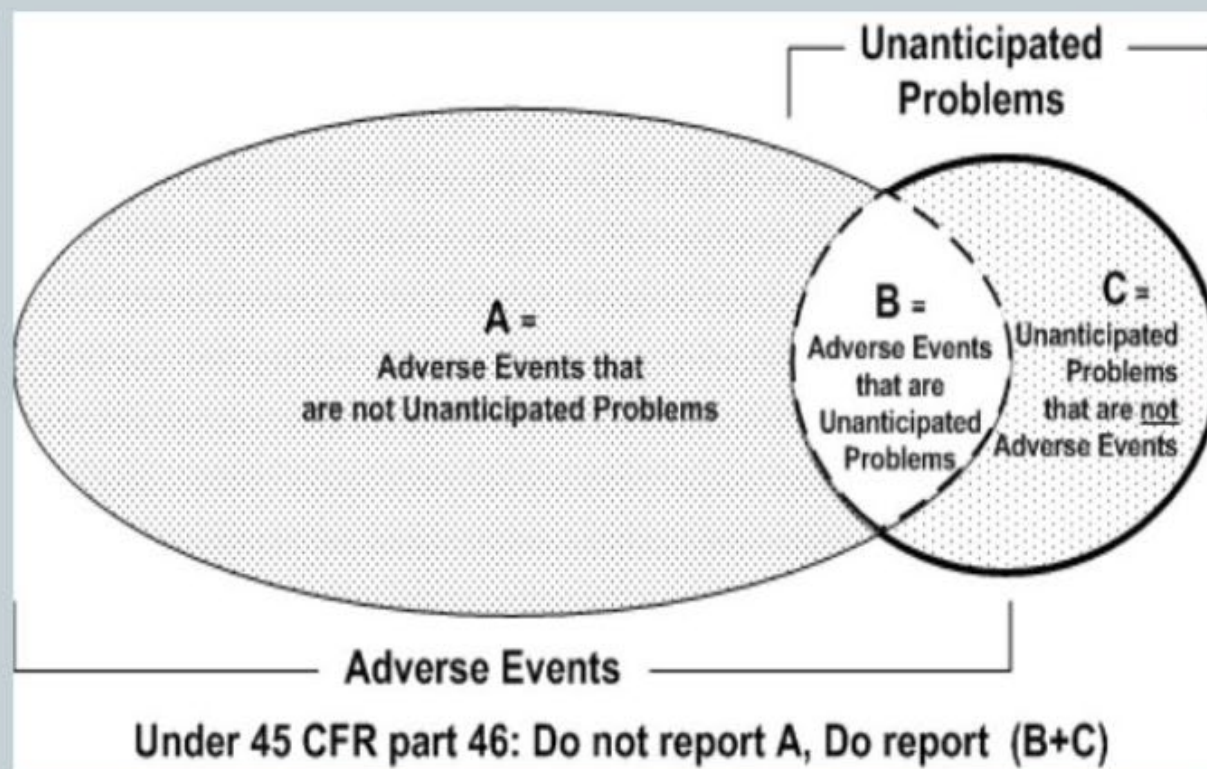 Unanticipated
Problems
A =
Adverse Events that
are not Unanticipated Problems
B =
Adverse Events
that are
Unanticipated
Problems
C =
Unanticipated
Problems
that are not
Adverse Events
Adverse Events
Under 45 CFR part 46: Do not report A, Do report (B+C)